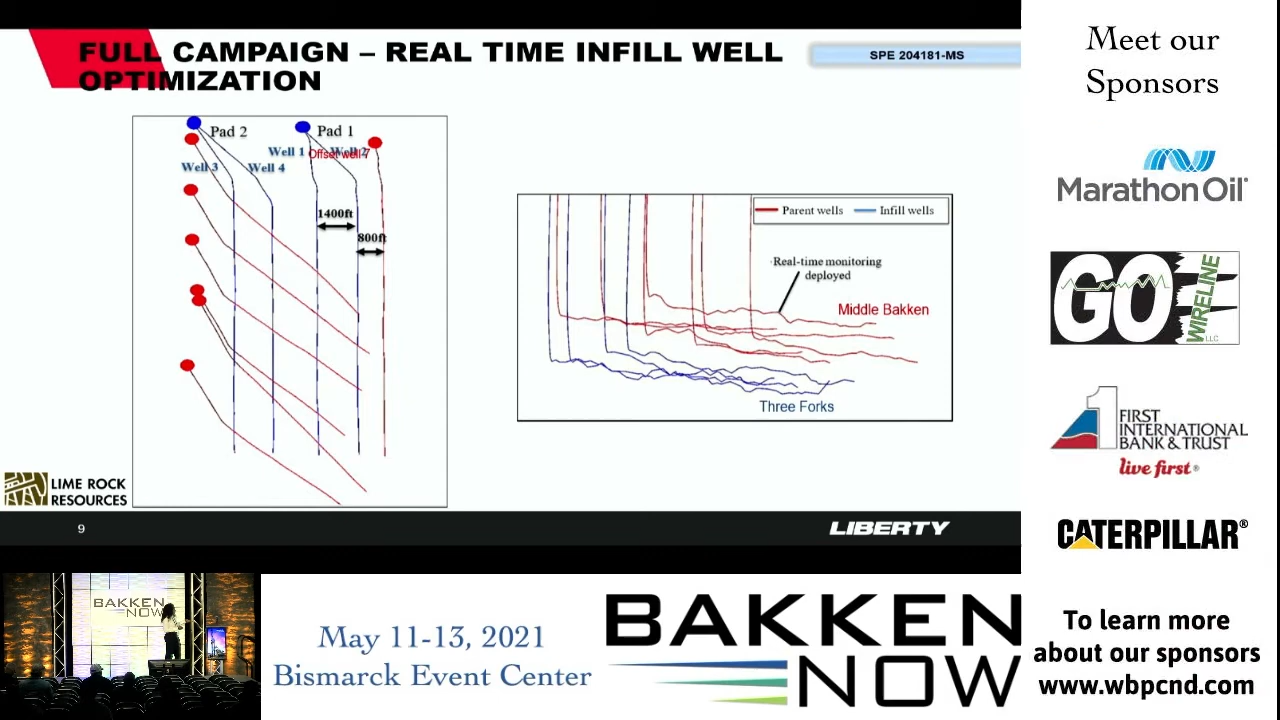 FULL CAMPAIGN – REAL TIME INFILL WELL
OPTIMIZATION
SPE 204181-MS
Pad 2
Pad 1
Well 1
Well 2
Offset well 7
Well 3
Well 4
1400ft
800ft
Parent wells
Infill wells
Real-time monitoring
deployed
Middle Bakken
Three Forks
LIME ROCK
RESOURCES
9
LIBERTY
BAKKEN
NOW
May 11-13, 2021
Bismarck Event Center
BAKKEN
NOW
Meet our
Sponsors
MarathonOil
GO
WIRELINE
LLC
1
FIRST
INTERNATIONAL
BANK & TRUST
live first®
CATERPILLAR®
To learn more
about our sponsors
www.wbpcnd.com